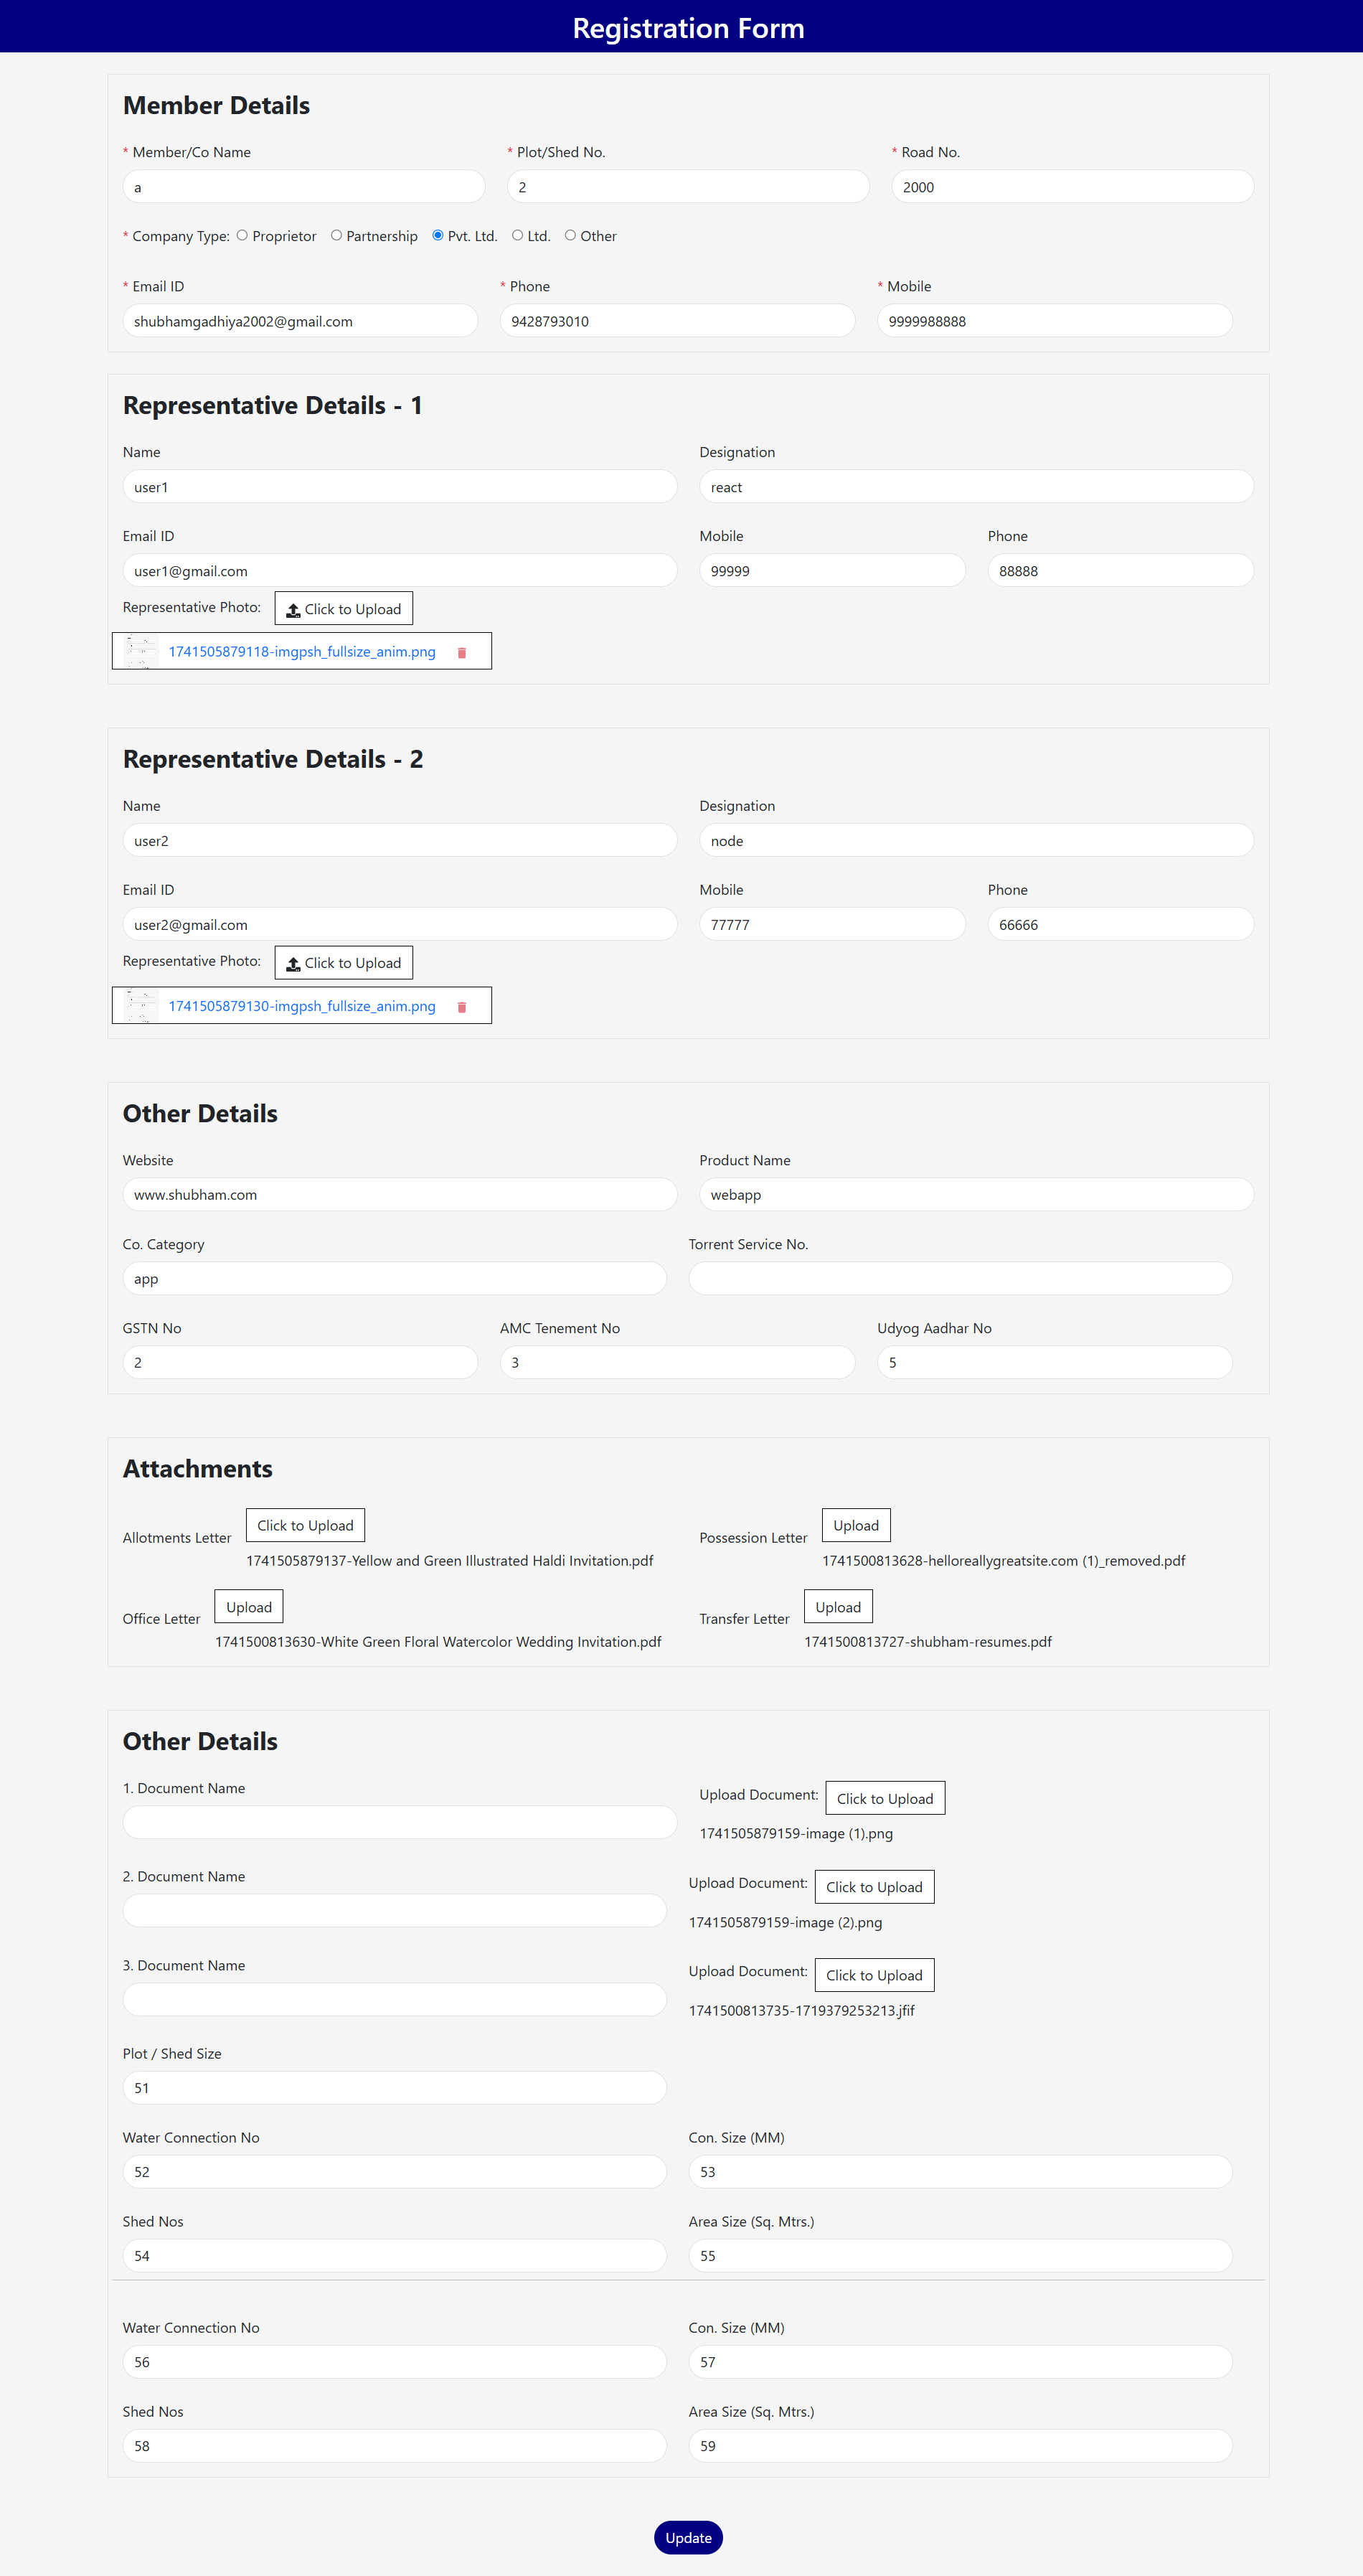 Registration Form
Member Details
* Member/Co Name * Plot/Shed No. * Road No.
a 2 2000
* Company Type: Proprietor Partnership Pvt. Ltd. Ltd. Other
* Email ID * Phone * Mobile
shubhamgadhiya2002@gmail.com 9428793010 9999988888
Representative Details - 1
Name Designation
user1 react
Email ID Mobile Phone
user1@gmail.com 99999 88888
Representative Photo: Click to Upload
1741505879118-imgpsh_fullsize_anim.png
Representative Details - 2
Name Designation
user2 node
Email ID Mobile Phone
user2@gmail.com 77777 66666
Representative Photo: Click to Upload
1741505879130-imgpsh_fullsize_anim.png
Other Details
Website Product Name
www.shubham.com webapp
Co. Category Torrent Service No.
app
GSTN No AMC Tenement No Udyog Aadhar No
2 3 5
Attachments
Allotments Letter Click to Upload Possession Letter Upload
1741505879137-Yellow and Green Illustrated Haldi Invitation.pdf 1741500813628-helloreallygreatsite.com (1)_removed.pdf
Office Letter Upload Transfer Letter Upload
1741500813630-White Green Floral Watercolor Wedding Invitation.pdf 1741500813727-shubham-resumes.pdf
Other Details
1. Document Name Upload Document: Click to Upload
1741505879159-image (1).png
2. Document Name Upload Document: Click to Upload
1741505879159-image (2).png
3. Document Name Upload Document: Click to Upload
1741500813735-1719379253213.jfif
Plot / Shed Size
51
Water Connection No Con. Size (MM)
52 53
Shed Nos Area Size (Sq. Mtrs.)
54 55
Water Connection No Con. Size (MM)
56 57
Shed Nos Area Size (Sq. Mtrs.)
58 59
Update